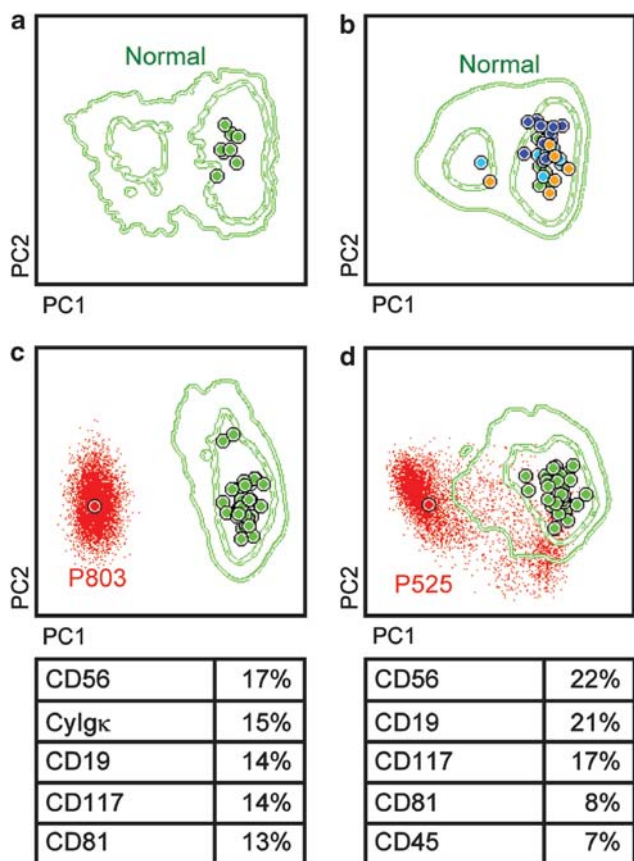 a
Normal
PC2
PC1
b
Normal
PC2
PC1
c
P803
PC2
PC1
d
P525
PC2
PC1
CD56 17%
CyIgκ 15%
CD19 14%
CD117 14%
CD81 13%
CD56 22%
CD19 21%
CD117 17%
CD81 8%
CD45 7%